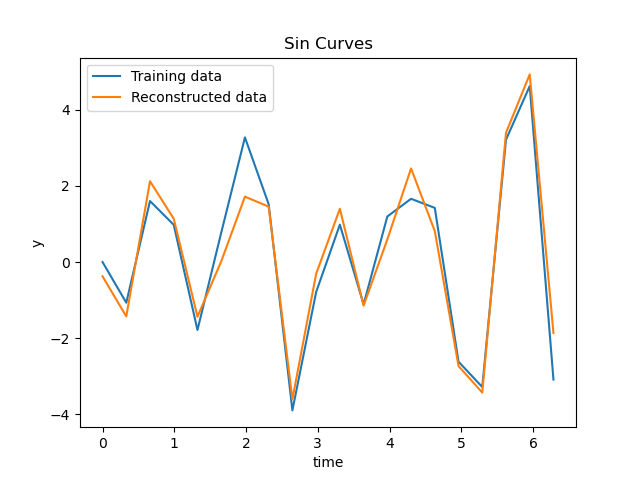 Sin Curves
Training data
Reconstructed data
4
2
0
−2
−4
y
0 1 2 3 4 5 6
time